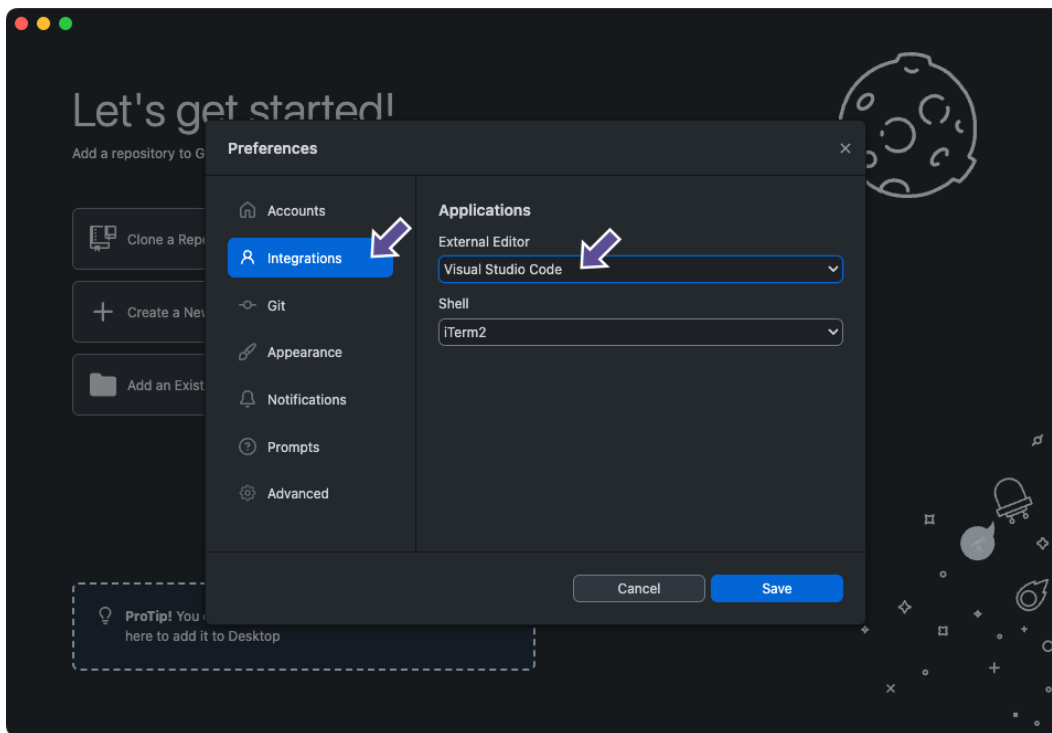 Let's get started!
Add a repository to G
Preferences
Accounts
Integrations
Git
Appearance
Notifications
Prompts
Advanced
Applications
External Editor
Visual Studio Code
Shell
iTerm2
Clone a Rep
Create a Nev
Add an Exist
Cancel
Save
ProTip! You
here to add it to Desktop